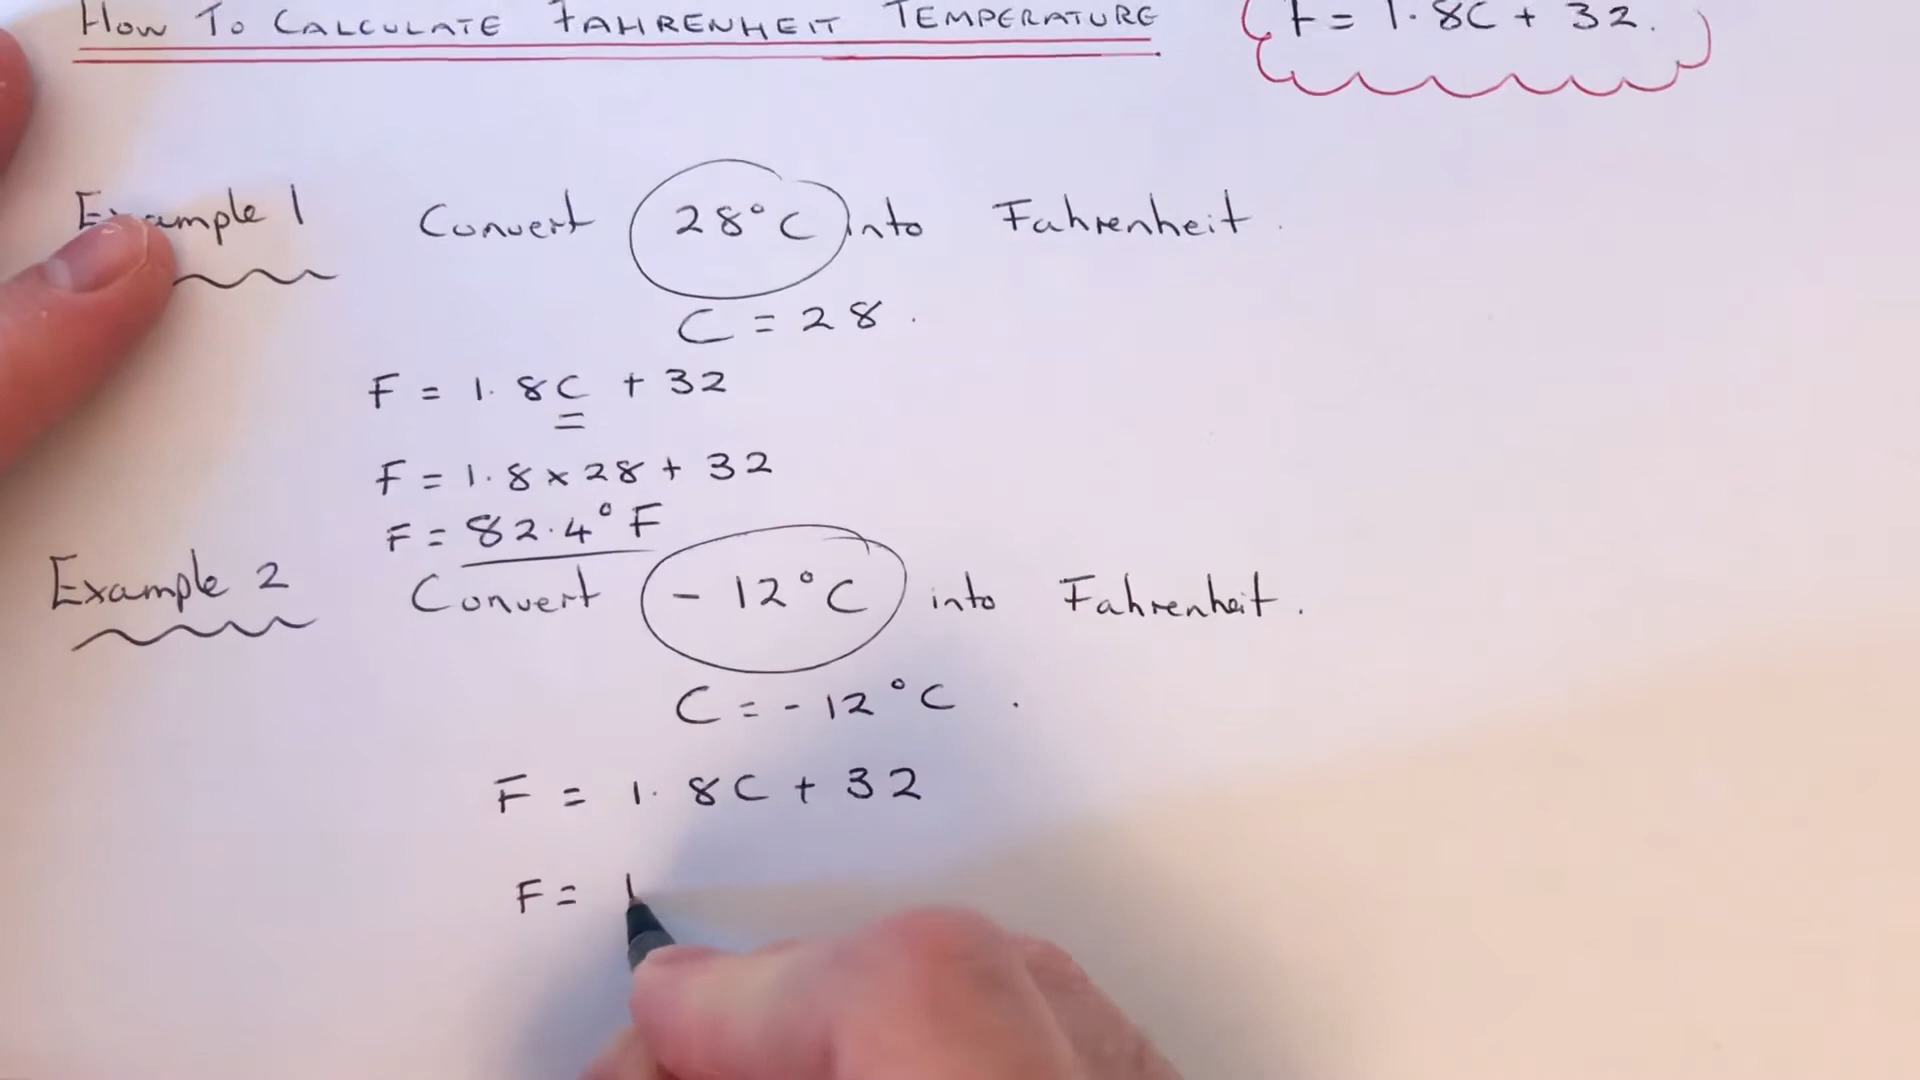 HOW TO CALCULATE FAHRENHEIT TEMPERATURE
F = 1.8C + 32.
Example 1 Convert 28°C into Fahrenheit.
C = 28.
F = 1.8C + 32
F = 1.8 × 28 + 32
F = 82.4°F
Example 2 Convert -12°C into Fahrenheit.
C = -12°C.
F = 1.8C + 32
F = 1